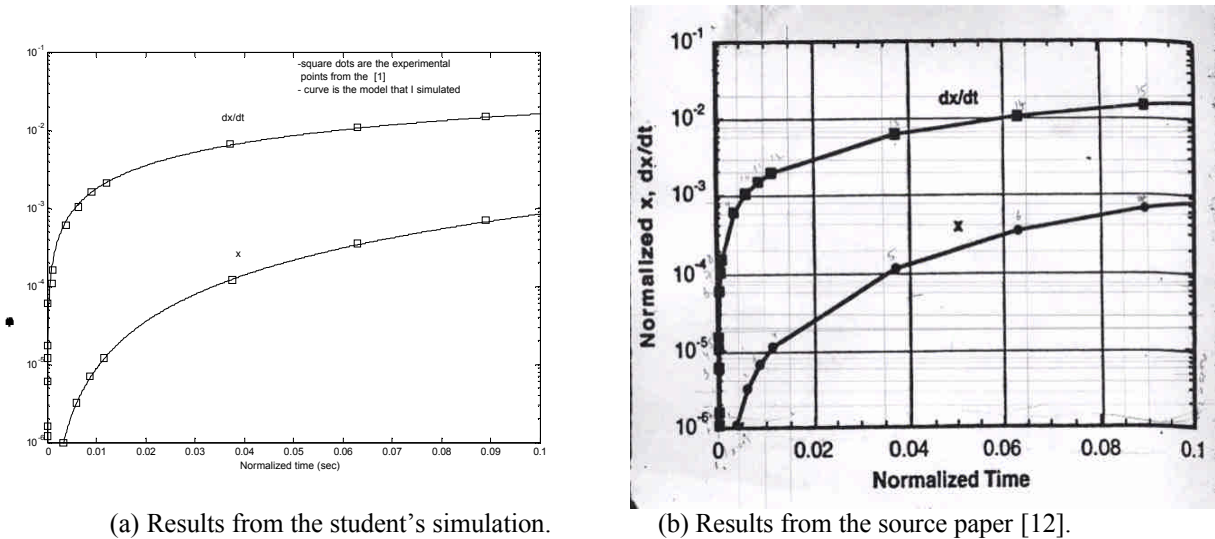 10^-1
10^-2
10^-3
10^-4
10^-5
10^-6
-square dots are the experimental
points from the [1]
- curve is the model that I simulated
dx/dt
x
0
0.01
0.02
0.03
0.04
0.05
0.06
0.07
0.08
0.09
0.1
Normalized time (sec)
(a) Results from the student's simulation.
Normalized x, dx/dt
10^-1
10^-2
10^-3
10^-4
10^-5
10^-6
dx/dt
x
0
0.02
0.04
0.06
0.08
0.1
Normalized Time
(b) Results from the source paper [12].